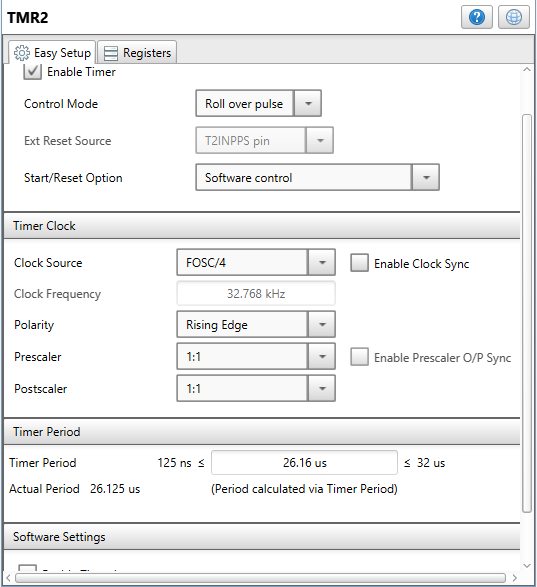 TMR2
Easy Setup Registers
Enable Timer
Control Mode Roll over pulse
Ext Reset Source T2INPPS pin
Start/Reset Option Software control
Timer Clock
Clock Source FOSC/4 Enable Clock Sync
Clock Frequency 32.768 kHz
Polarity Rising Edge
Prescaler 1:1 Enable Prescaler O/P Sync
Postscaler 1:1
Timer Period
Timer Period 125 ns ≤ 26.16 us ≤ 32 us
Actual Period 26.125 us (Period calculated via Timer Period)
Software Settings